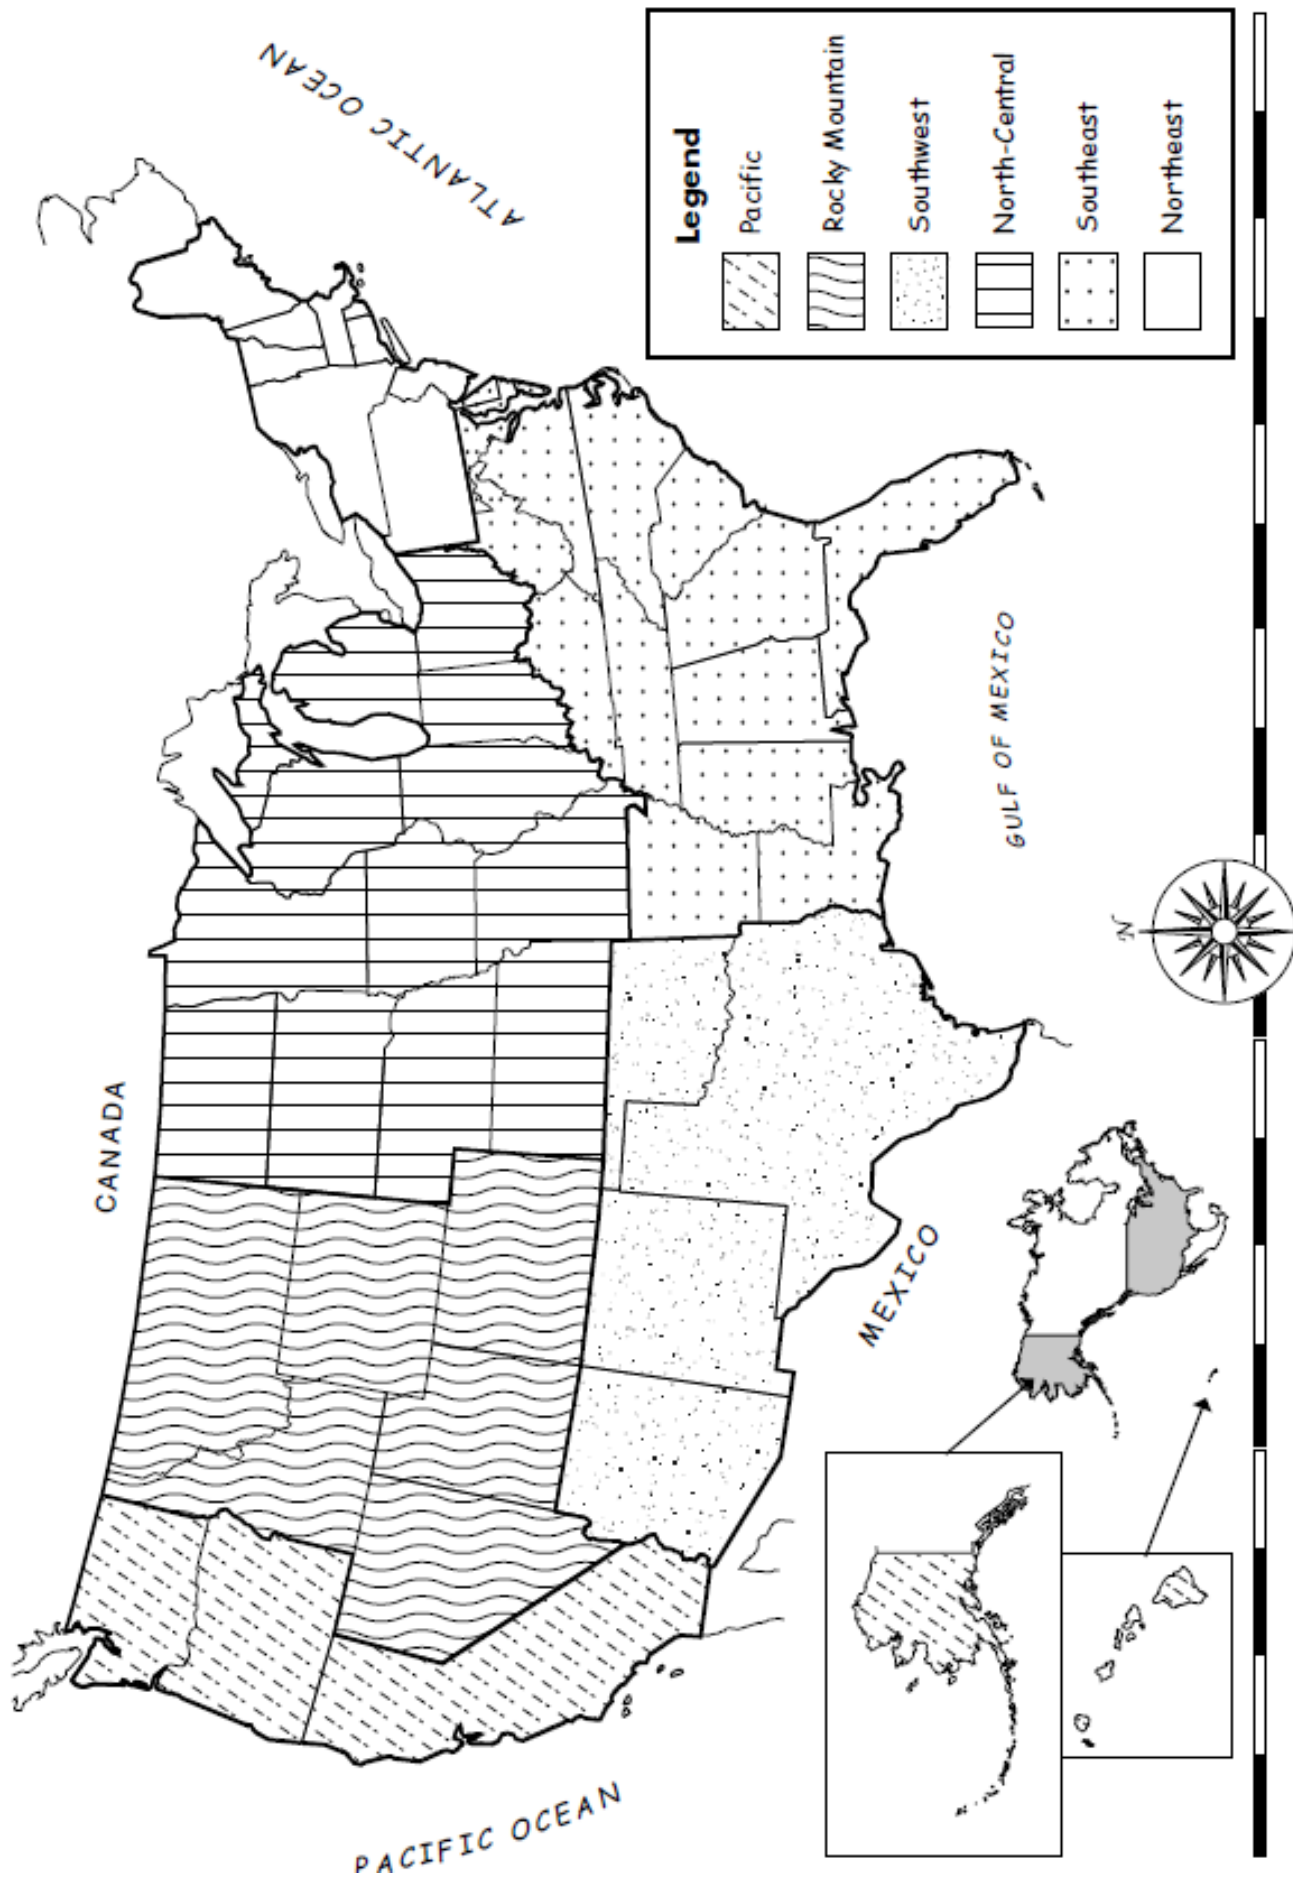 CANADA
ATLANTIC OCEAN
PACIFIC OCEAN
MEXICO
GULF OF MEXICO
N
Legend
Pacific
Rocky Mountain
Southwest
North-Central
Southeast
Northeast